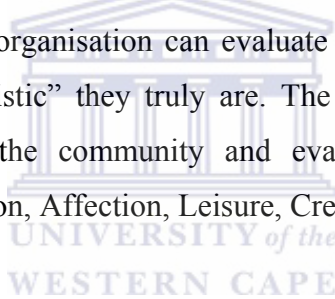 organisation can evaluate
istic” they truly are. The
the community and eva
on, Affection, Leisure, Cre
UNIVERSITY of the
WESTERN CAPE